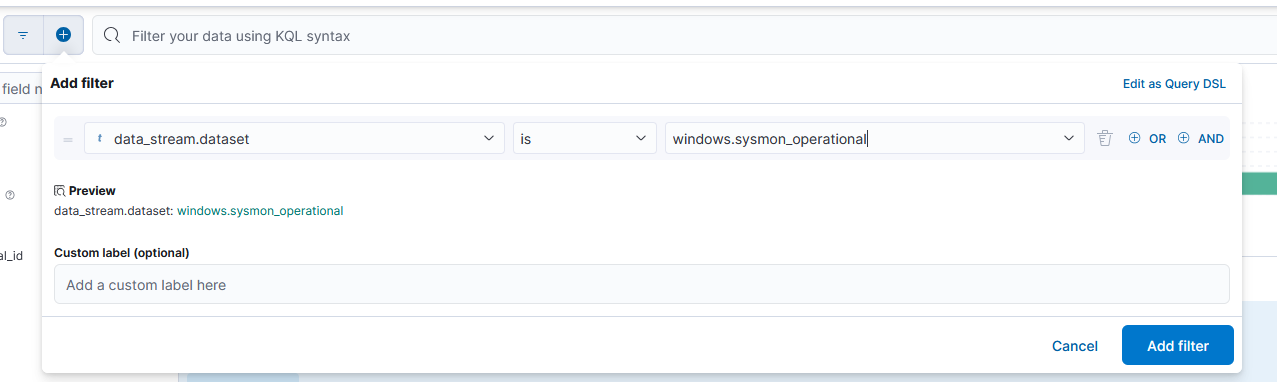 Filter your data using KQL syntax
field n
Add filter
Edit as Query DSL
t data_stream.dataset is windows.sysmon_operational OR AND
Preview
data_stream.dataset: windows.sysmon_operational
Custom label (optional)
al_id
Add a custom label here
Cancel Add filter